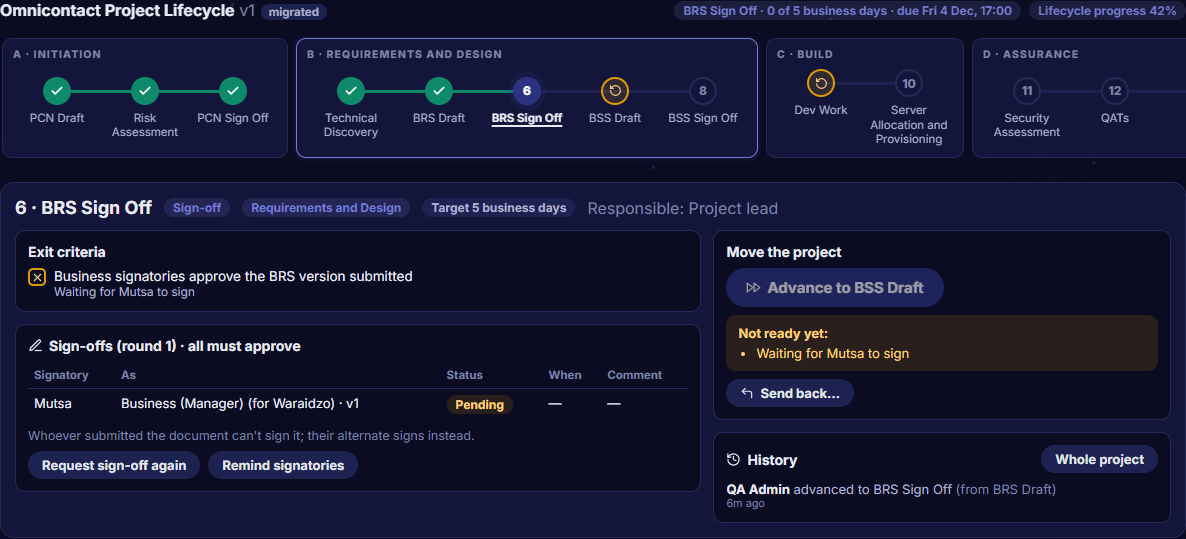 Omnicontact Project Lifecycle v1 migrated
BRS Sign Off · 0 of 5 business days · due Fri 4 Dec, 17:00
Lifecycle progress 42%
A · INITIATION
PCN Draft
Risk
Assessment
PCN Sign Off
B · REQUIREMENTS AND DESIGN
Technical
Discovery
BRS Draft
6
BRS Sign Off
BSS Draft
8
BSS Sign Off
C · BUILD
Dev Work
10
Server
Allocation and
Provisioning
D · ASSURANCE
11
Security
Assessment
12
QATs
6 · BRS Sign Off
Sign-off
Requirements and Design
Target 5 business days
Responsible: Project lead
Exit criteria
Business signatories approve the BRS version submitted
Waiting for Mutsa to sign
Sign-offs (round 1) · all must approve
Signatory As Status When Comment
Mutsa Business (Manager) (for Waraidzo) · v1 Pending — —
Whoever submitted the document can't sign it; their alternate signs instead.
Request sign-off again
Remind signatories
Move the project
Advance to BSS Draft
Not ready yet:
• Waiting for Mutsa to sign
Send back...
History
Whole project
QA Admin advanced to BRS Sign Off (from BRS Draft)
6m ago